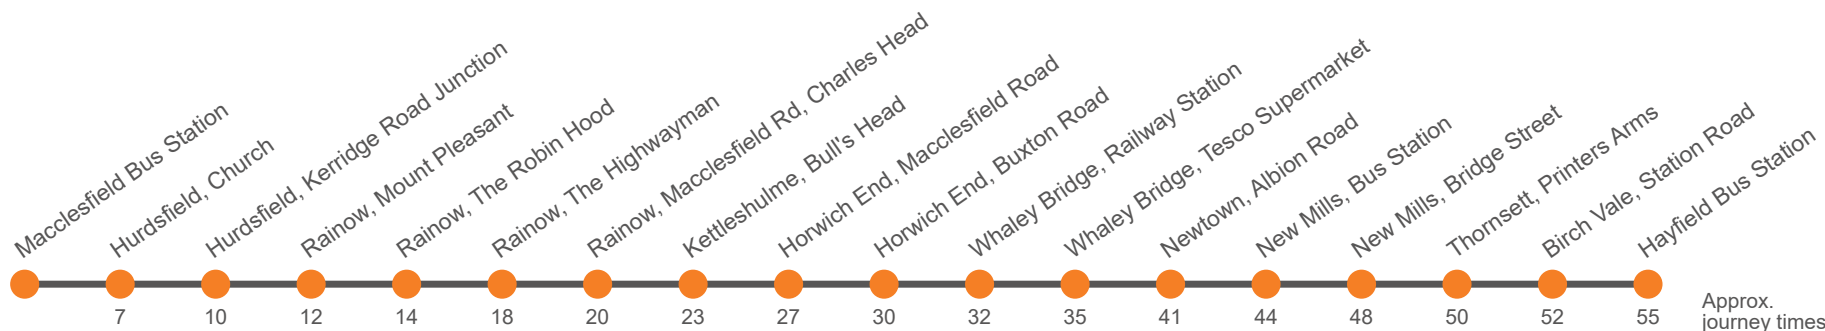 Macclesfield Bus Station
Hurdsfield, Church
Hurdsfield, Kerridge Road Junction
Rainow, Mount Pleasant
Rainow, The Robin Hood
Rainow, The Highwayman
Rainow, Macclesfield Rd, Charles Head
Kettleshulme, Bull's Head
Horwich End, Macclesfield Road
Horwich End, Buxton Road
Whaley Bridge, Railway Station
Whaley Bridge, Tesco Supermarket
Newtown, Albion Road
New Mills, Bus Station
New Mills, Bridge Street
Thornsett, Printers Arms
Birch Vale, Station Road
Hayfield Bus Station
7 10 12 14 18 20 23 27 30 32 35 41 44 48 50 52 55
Approx.
journey times